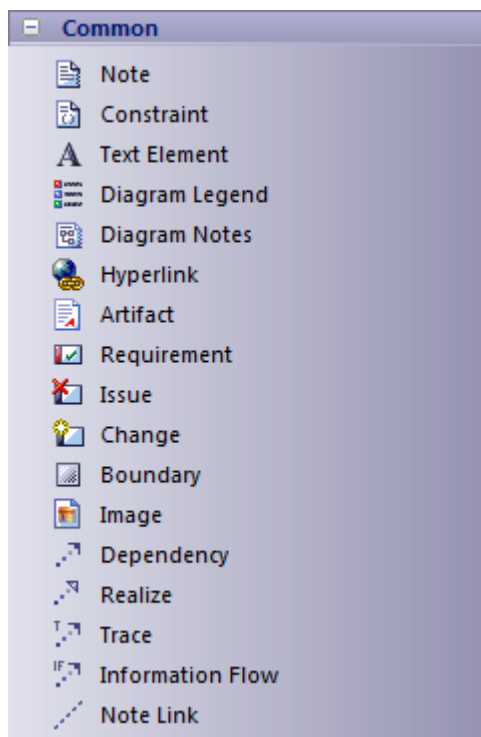 Common
Note
Constraint
A Text Element
Diagram Legend
Diagram Notes
Hyperlink
Artifact
Requirement
Issue
Change
Boundary
Image
Dependency
Realize
T Trace
IF Information Flow
Note Link